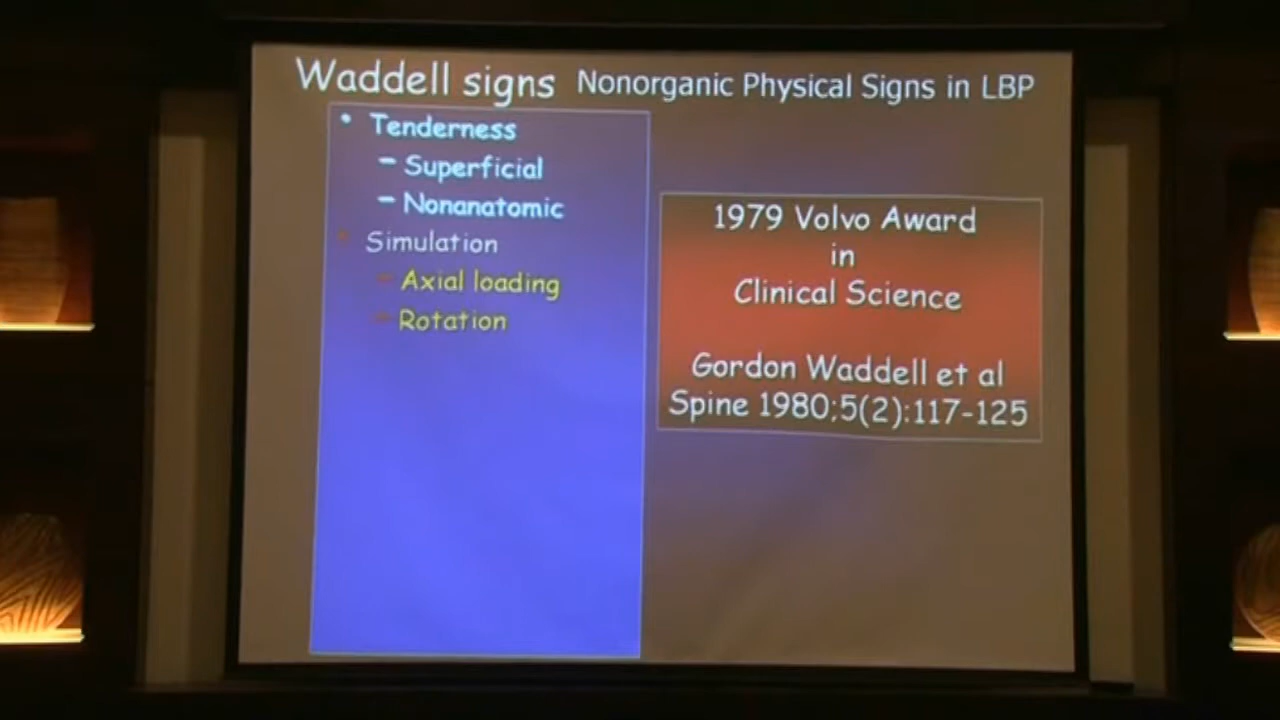 Waddell signs Nonorganic Physical Signs in LBP
• Tenderness
– Superficial
– Nonanatomic
• Simulation
– Axial loading
– Rotation
1979 Volvo Award
in
Clinical Science
Gordon Waddell et al
Spine 1980;5(2):117-125